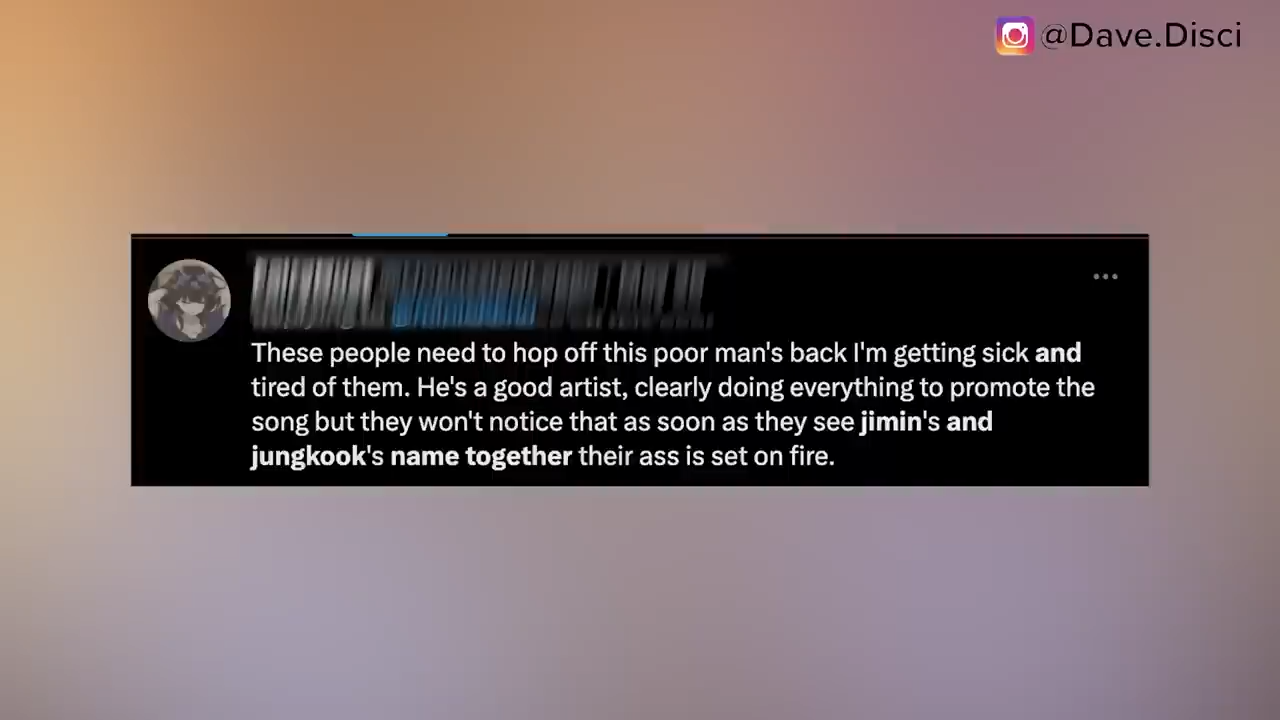 @Dave.Disci
These people need to hop off this poor man's back I'm getting sick and
tired of them. He's a good artist, clearly doing everything to promote the
song but they won't notice that as soon as they see jimin's and
jungkook's name together their ass is set on fire.